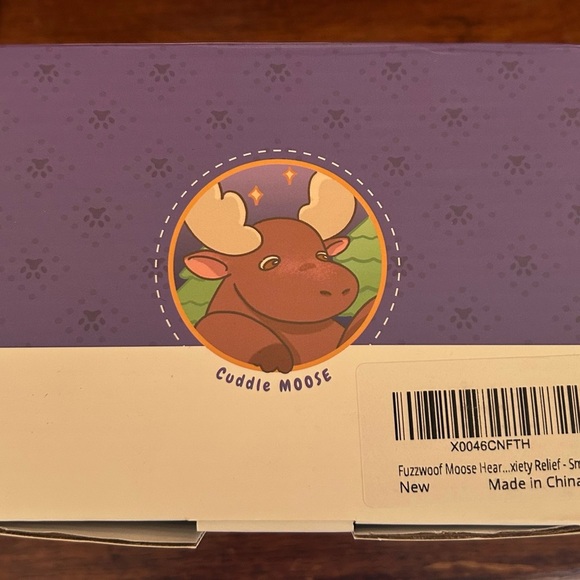 Cuddle MOOSE
X0046CNFTH
Fuzzwoof Moose Hear...xiety Relief - Sm
New
Made in China